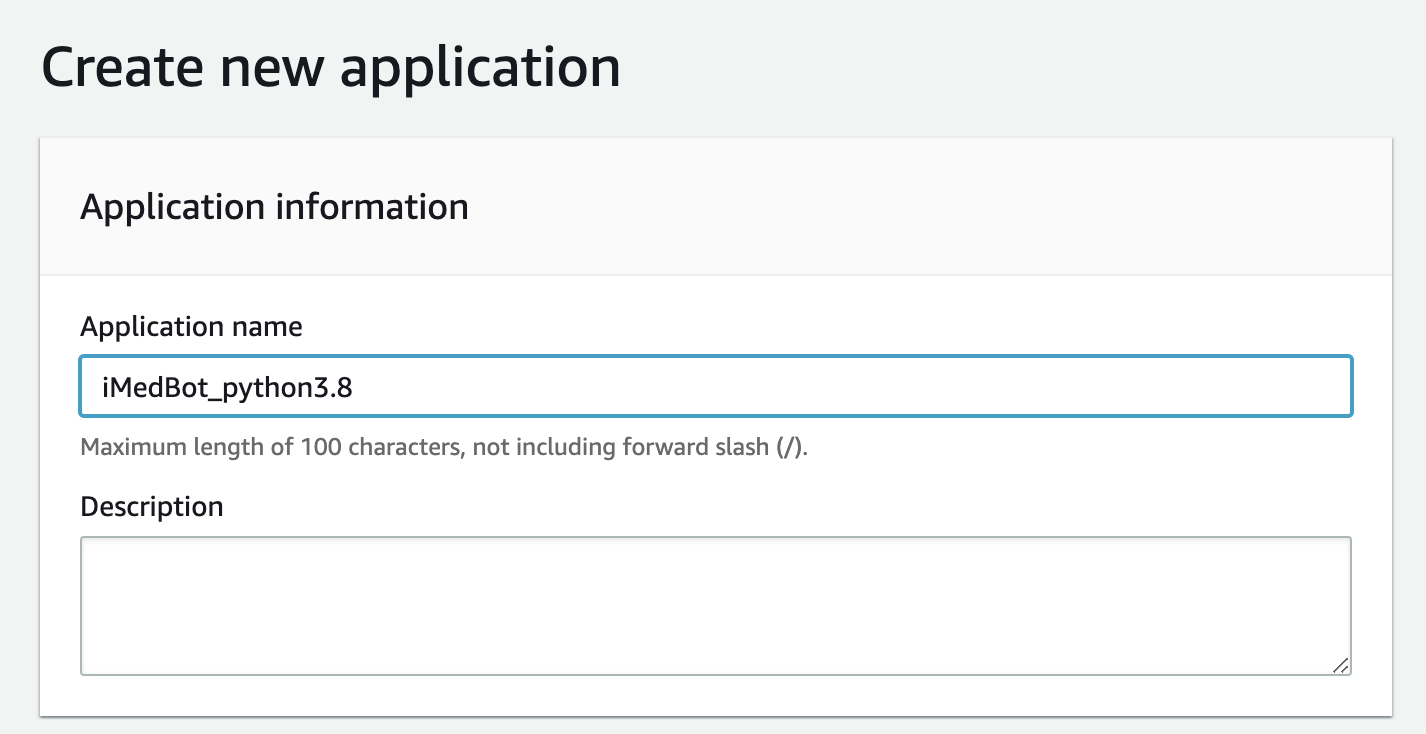 Create new application
Application information
Application name
iMedBot_python3.8
Maximum length of 100 characters, not including forward slash (/).
Description